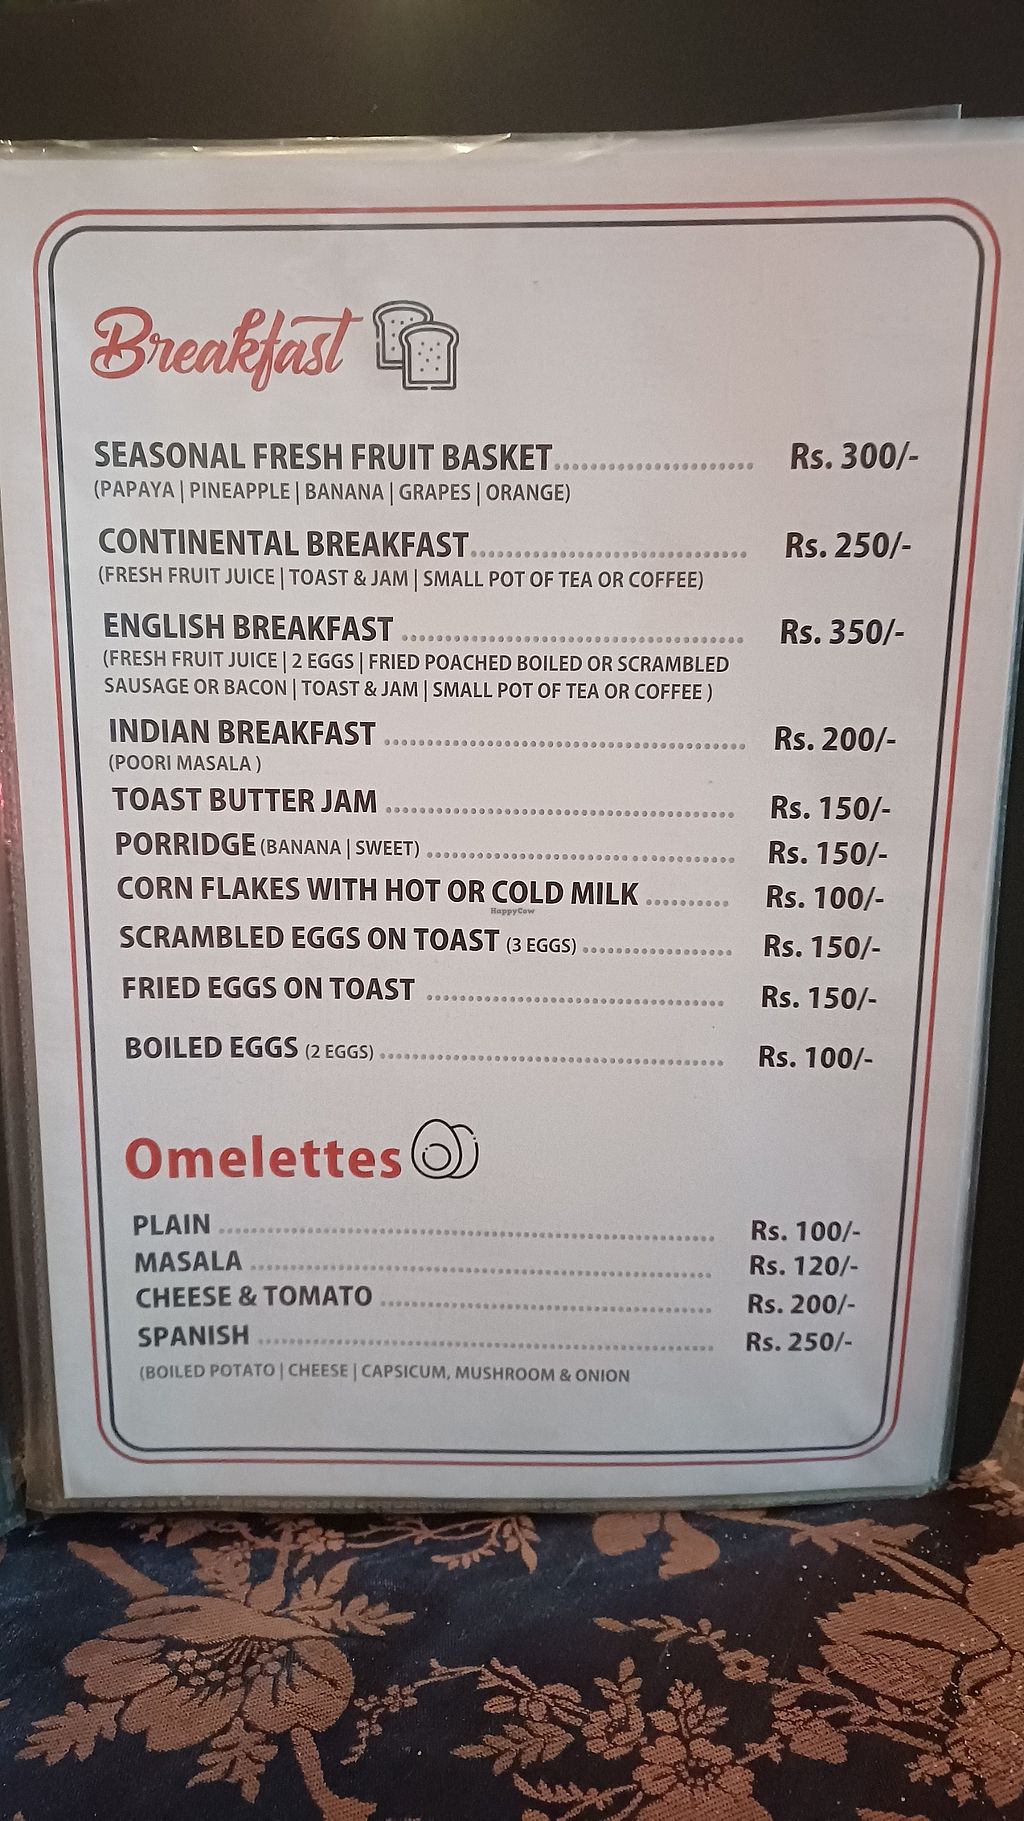 Breakfast
SEASONAL FRESH FRUIT BASKET........................ Rs. 300/-
(PAPAYA | PINEAPPLE | BANANA | GRAPES | ORANGE)
CONTINENTAL BREAKFAST................................. Rs. 250/-
(FRESH FRUIT JUICE | TOAST & JAM | SMALL POT OF TEA OR COFFEE)
ENGLISH BREAKFAST ......................................... Rs. 350/-
(FRESH FRUIT JUICE | 2 EGGS | FRIED POACHED BOILED OR SCRAMBLED
SAUSAGE OR BACON | TOAST & JAM | SMALL POT OF TEA OR COFFEE )
INDIAN BREAKFAST ........................................... Rs. 200/-
(POORI MASALA )
TOAST BUTTER JAM .......................................... Rs. 150/-
PORRIDGE (BANANA | SWEET) ..................................... Rs. 150/-
CORN FLAKES WITH HOT OR COLD MILK .......... Rs. 100/-
HappyCow
SCRAMBLED EGGS ON TOAST (3 EGGS) .................. Rs. 150/-
FRIED EGGS ON TOAST ..................................... Rs. 150/-
BOILED EGGS (2 EGGS) .......................................... Rs. 100/-
Omelettes
PLAIN ............................................................. Rs. 100/-
MASALA ......................................................... Rs. 120/-
CHEESE & TOMATO ......................................... Rs. 200/-
SPANISH ........................................................ Rs. 250/-
(BOILED POTATO | CHEESE | CAPSICUM, MUSHROOM & ONION